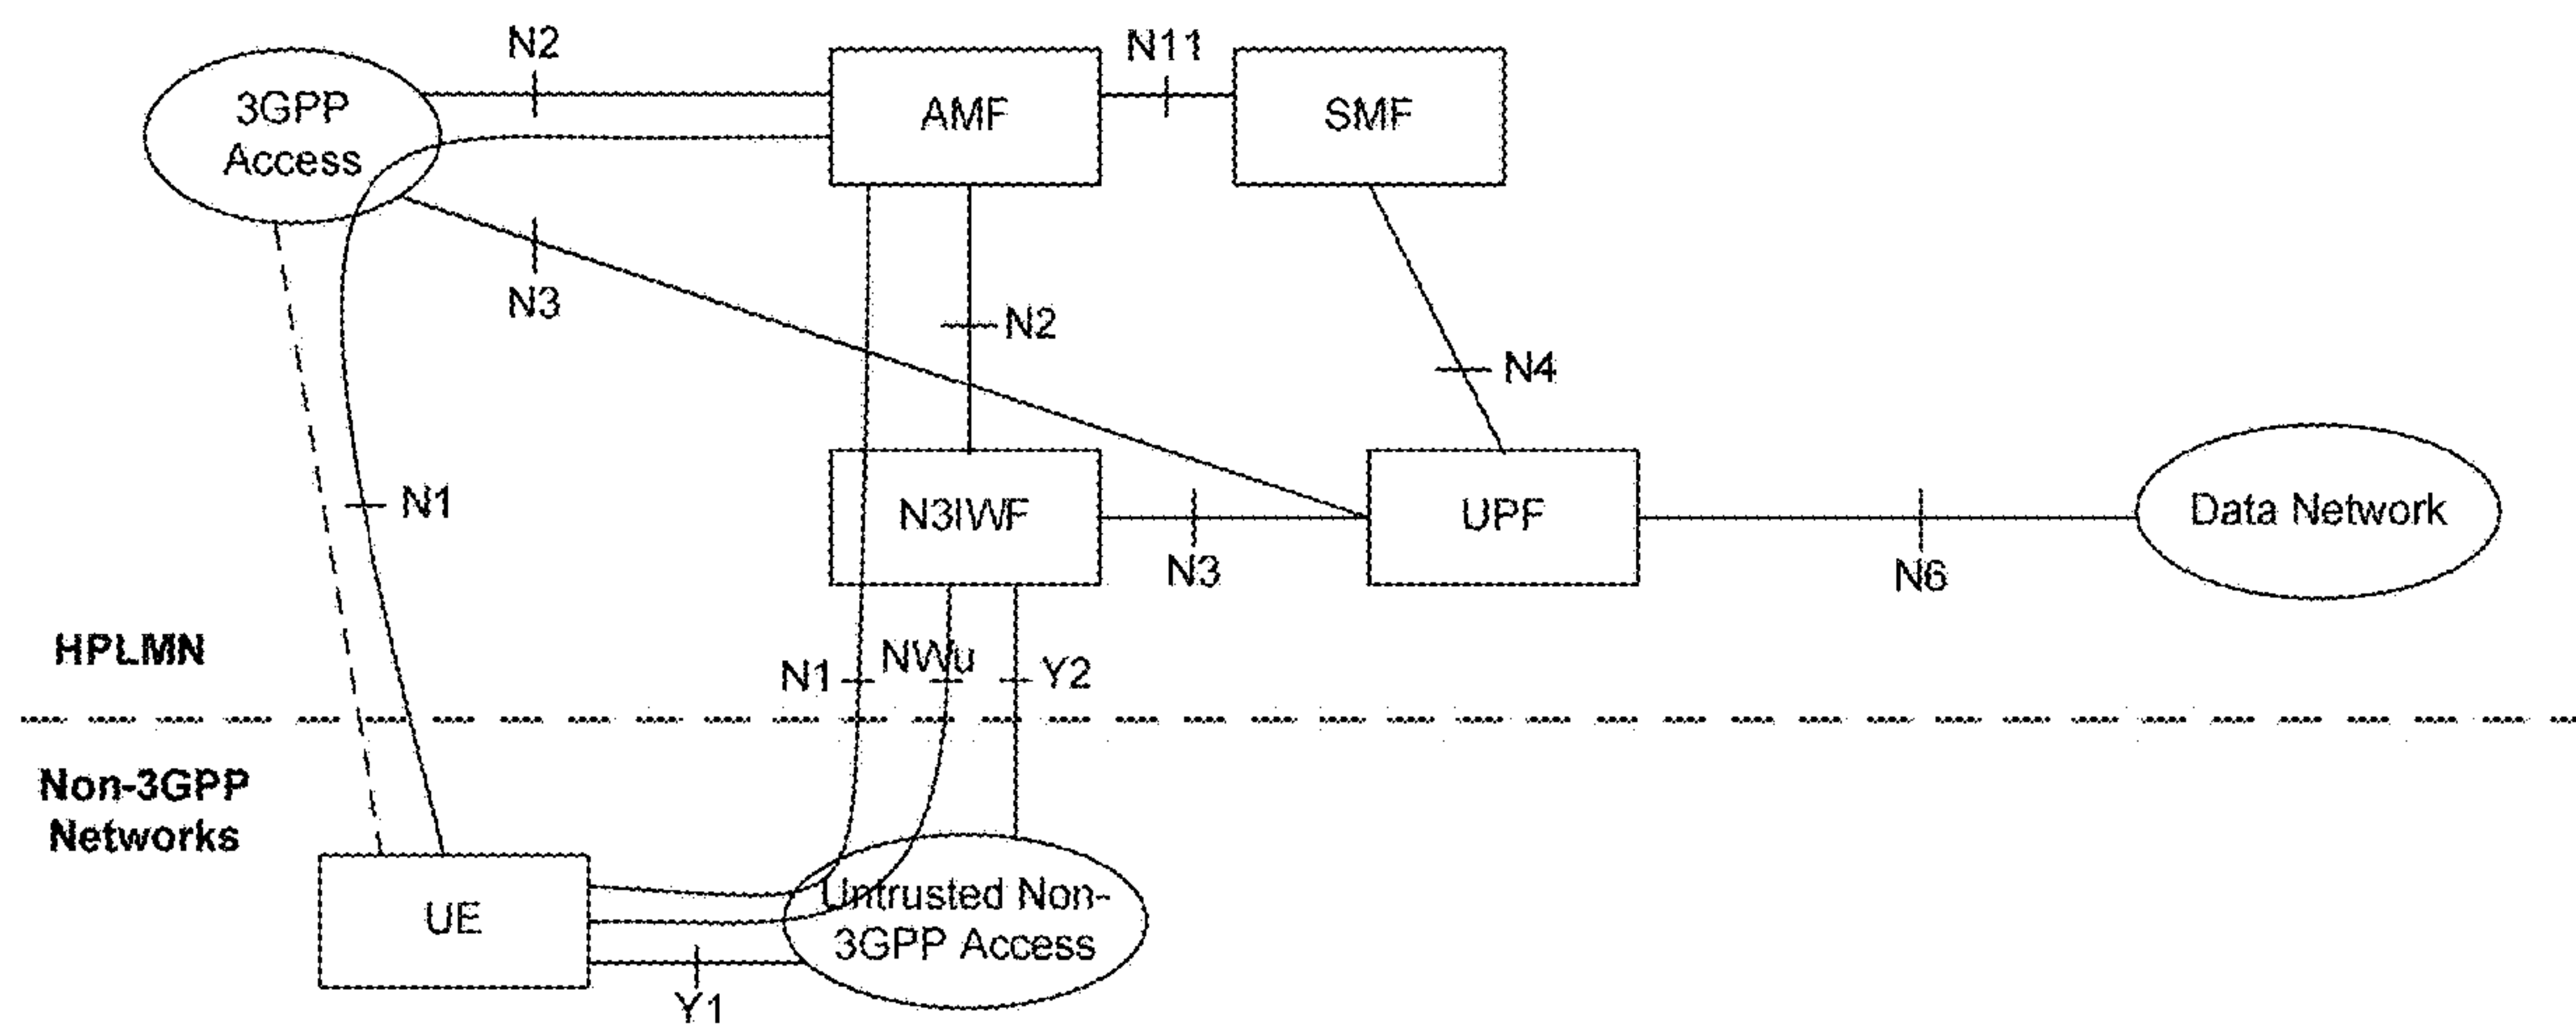 N2
N11
3GPP
Access
AMF
SMF
N3
N2
N4
N1
N3IWF
UPF
Data Network
N3
N6
HPLMN
N1
NWu
Y2
Non-3GPP
Networks
UE
Untrusted Non-
3GPP Access
Y1